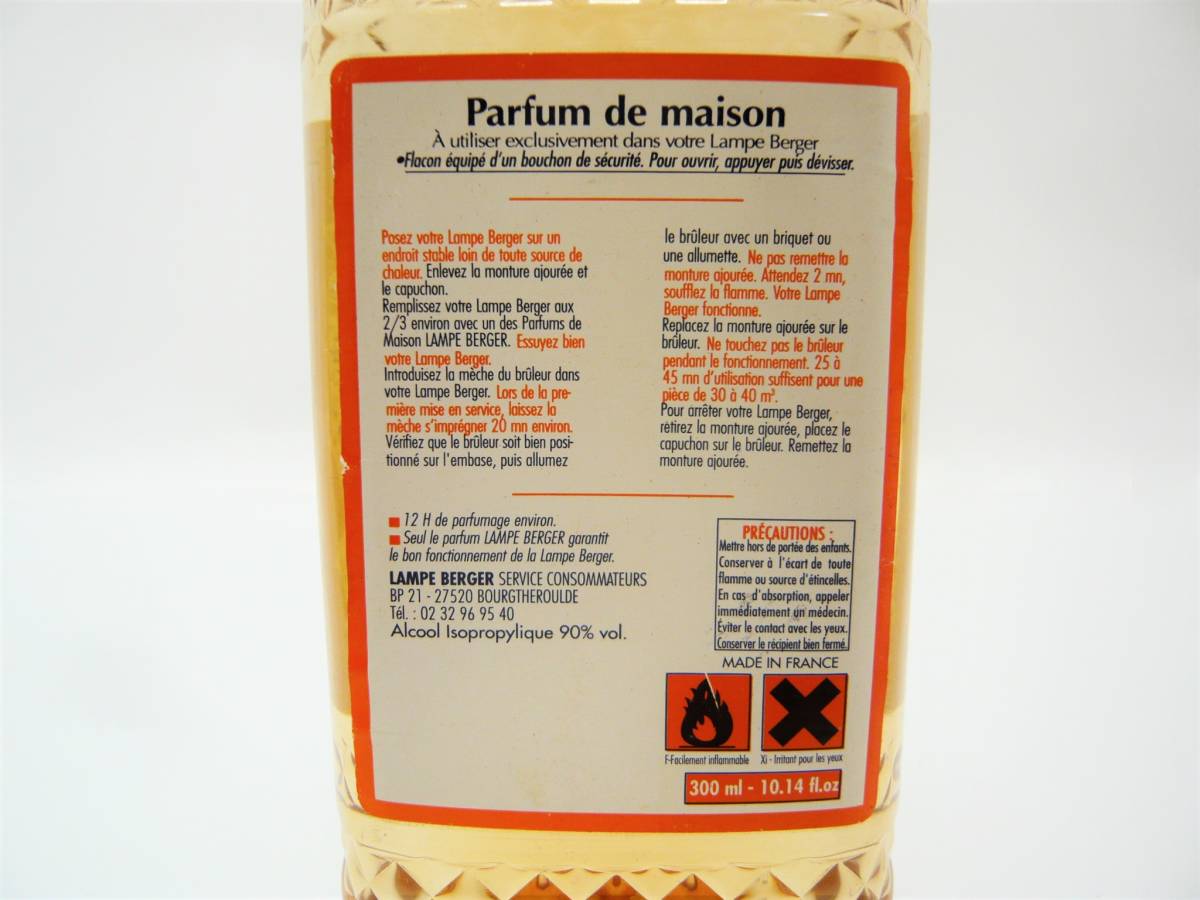 Parfum de maison
À utiliser exclusivement dans votre Lampe Berger
•Flacon équipé d'un bouchon de sécurité. Pour ouvrir, appuyer puis dévisser.
Posez votre Lampe Berger sur un
endroit stable loin de toute source de
chaleur. Enlevez la monture ajourée et
le capuchon.
Remplissez votre Lampe Berger aux
2/3 environ avec un des Parfums de
Maison LAMPE BERGER. Essuyez bien
votre Lampe Berger.
Introduisez la mèche du brûleur dans
votre Lampe Berger. Lors de la pre-
mière mise en service, laissez la
mèche s'imprégner 20 mn environ.
Vérifiez que le brûleur soit bien posi-
tionné sur l'embase, puis allumez
le brûleur avec un briquet ou
une allumette. Ne pas remettre la
monture ajourée. Attendez 2 mn,
soufflez la flamme. Votre Lampe
Berger fonctionne.
Replacez la monture ajourée sur le
brûleur. Ne touchez pas le brûleur
pendant le fonctionnement. 25 à
45 mn d'utilisation suffisent pour une
pièce de 30 à 40 m³.
Pour arrêter votre Lampe Berger,
retirez la monture ajourée, placez le
capuchon sur le brûleur. Remettez la
monture ajourée.
■ 12 H de parfumage environ.
■ Seul le parfum LAMPE BERGER garantit
le bon fonctionnement de la Lampe Berger.
LAMPE BERGER SERVICE CONSOMMATEURS
BP 21 - 27520 BOURGTHEROULDE
Tél. : 02 32 96 95 40
Alcool Isopropylique 90% vol.
PRÉCAUTIONS :
Mettre hors de portée des enfants.
Conserver à l'écart de toute
flamme ou source d'étincelles.
En cas d'absorption, appeler
immédiatement un médecin.
Éviter le contact avec les yeux.
Conserver le récipient bien fermé.
MADE IN FRANCE
F-Facilement inflammable
Xi - Irritant pour les yeux
300 ml - 10.14 fl.oz